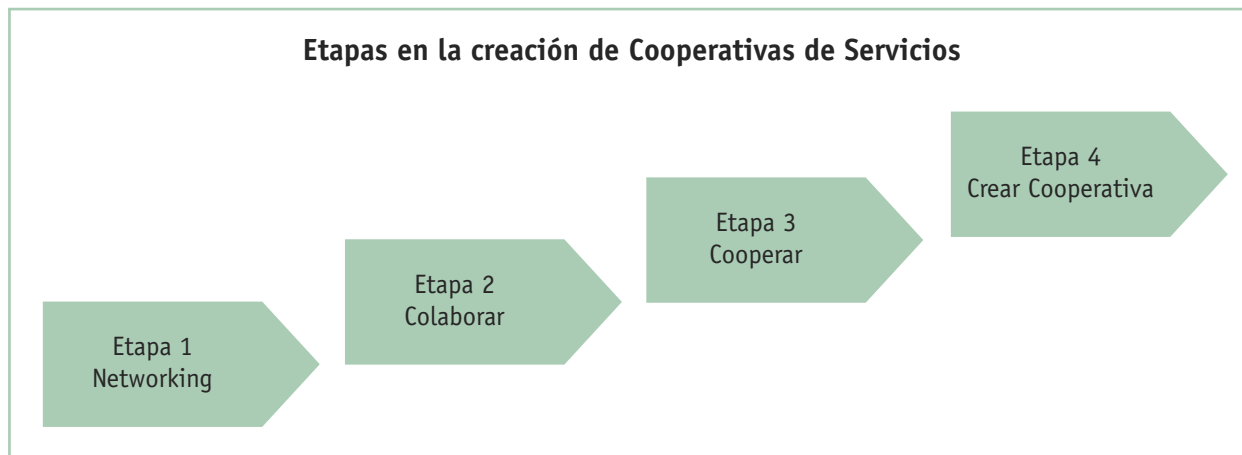 Etapas en la creación de Cooperativas de Servicios
Etapa 1
Networking
Etapa 2
Colaborar
Etapa 3
Cooperar
Etapa 4
Crear Cooperativa